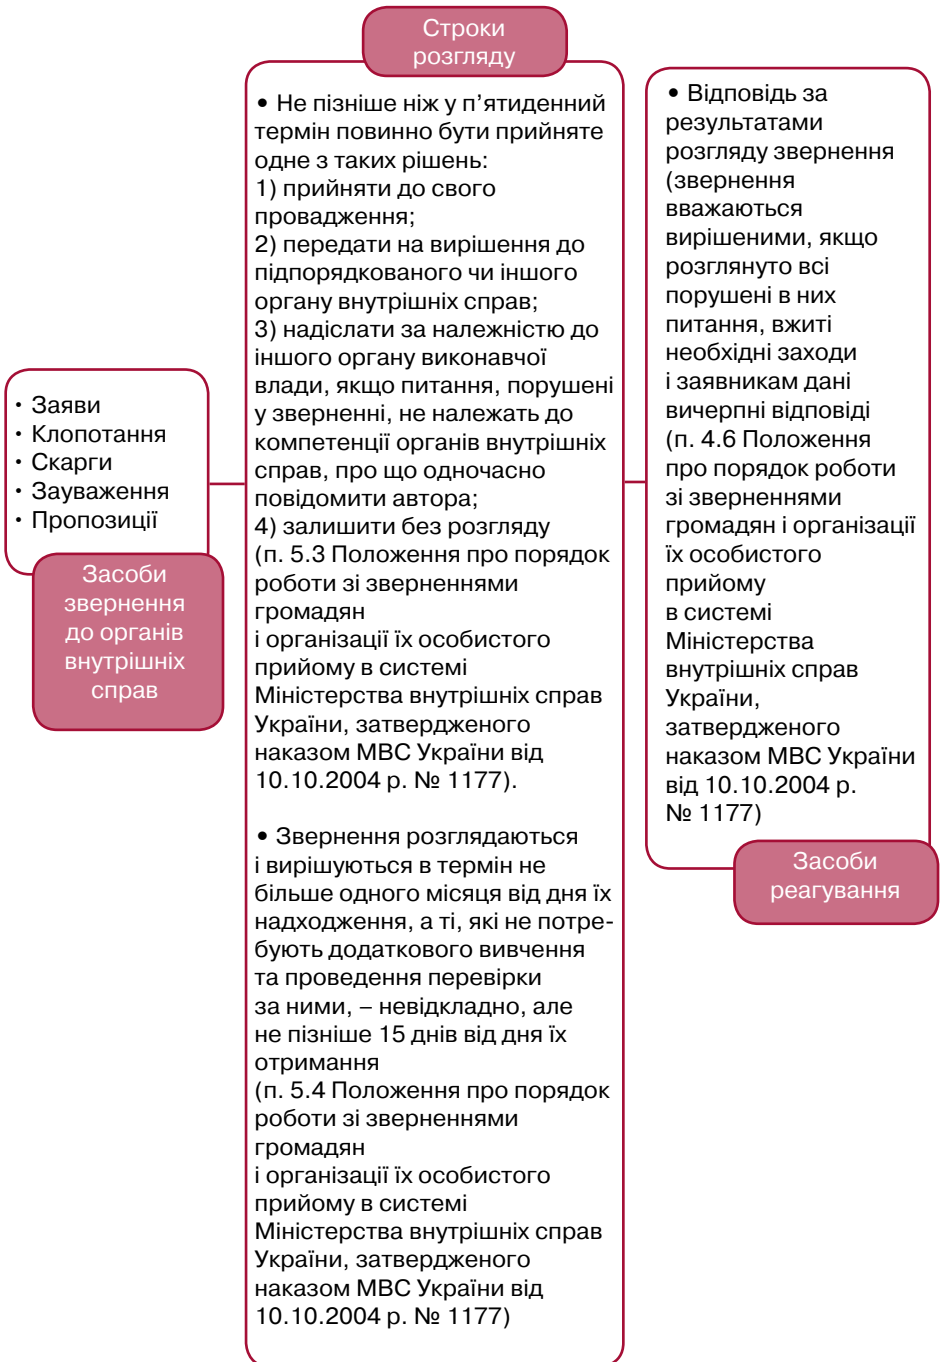 Заяви
Клопотання
Скарги
Зауваження
Пропозиції
Засоби
звернення
до органів
внутрішніх
справ
Строки
розгляду
• Не пізніше ніж у п’ятиденний
термін повинно бути прийняте
одне з таких рішень:
1) прийняти до свого
провадження;
2) передати на вирішення до
підпорядкованого чи іншого
органу внутрішніх справ;
3) надіслати за належністю до
іншого органу виконавчої
влади, якщо питання, порушені
у зверненні, не належать до
компетенції органів внутрішніх
справ, про що одночасно
повідомити автора;
4) залишити без розгляду
(п. 5.3 Положення про порядок
роботи зі зверненнями
громадян
і організації їх особистого
прийому в системі
Міністерства внутрішніх справ
України, затвердженого
наказом МВС України від
10.10.2004 р. № 1177).
• Звернення розглядаються
і вирішуються в термін не
більше одного місяця від дня їх
надходження, а ті, які не потре-
бують додаткового вивчення
та проведення перевірки
за ними, – невідкладно, але
не пізніше 15 днів від дня їх
отримання
(п. 5.4 Положення про порядок
роботи зі зверненнями
громадян
і організації їх особистого
прийому в системі
Міністерства внутрішніх справ
України, затвердженого
наказом МВС України від
10.10.2004 р. № 1177)
• Відповідь за
результатами
розгляду звернення
(звернення
вважаються
вирішеними, якщо
розглянуто всі
порушені в них
питання, вжиті
необхідні заходи
і заявникам дані
вичерпні відповіді
(п. 4.6 Положення
про порядок роботи
зі зверненнями
громадян і організації
їх особистого
прийому
в системі
Міністерства
внутрішніх справ
України,
затвердженого
наказом МВС України
від 10.10.2004 р.
№ 1177)
Засоби
реагування